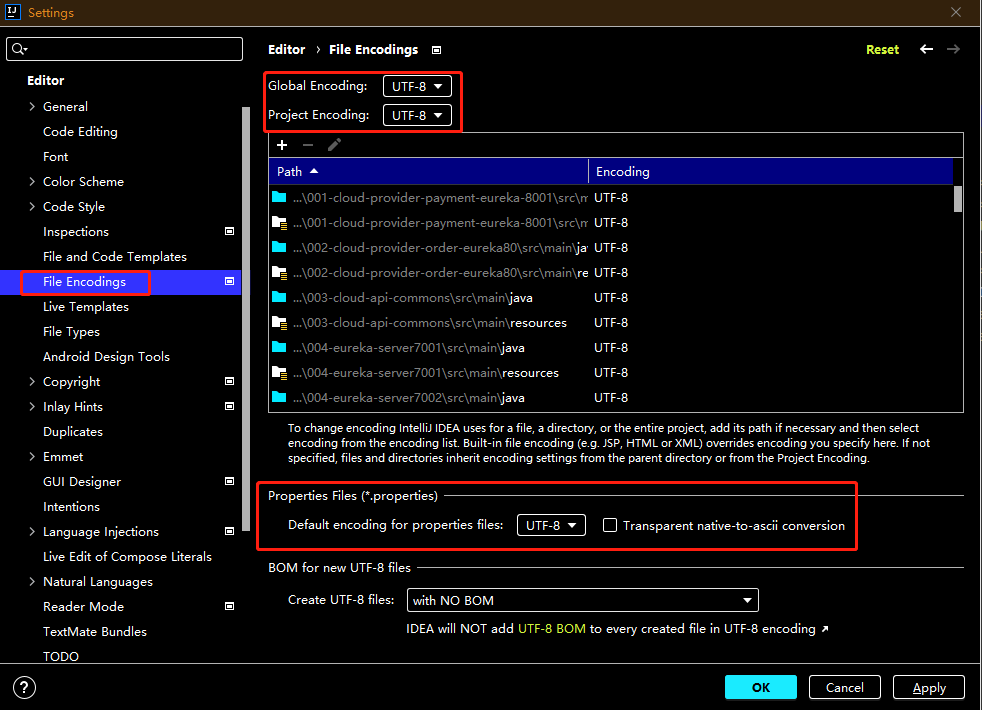 IJ Settings
Editor › File Encodings
Reset
Editor
General
Code Editing
Font
Color Scheme
Code Style
Inspections
File and Code Templates
File Encodings
Live Templates
File Types
Android Design Tools
Copyright
Inlay Hints
Duplicates
Emmet
GUI Designer
Intentions
Language Injections
Live Edit of Compose Literals
Natural Languages
Reader Mode
TextMate Bundles
TODO
Global Encoding: UTF-8
Project Encoding: UTF-8
Path Encoding
...\001-cloud-provider-payment-eureka-8001\src\m UTF-8
...\001-cloud-provider-payment-eureka-8001\src\m UTF-8
...\002-cloud-provider-order-eureka80\src\main\ja UTF-8
...\002-cloud-provider-order-eureka80\src\main\re UTF-8
...\003-cloud-api-commons\src\main\java UTF-8
...\003-cloud-api-commons\src\main\resources UTF-8
...\004-eureka-server7001\src\main\java UTF-8
...\004-eureka-server7001\src\main\resources UTF-8
...\004-eureka-server7002\src\main\java UTF-8
To change encoding IntelliJ IDEA uses for a file, a directory, or the entire project, add its path if necessary and then select
encoding from the encoding list. Built-in file encoding (e.g. JSP, HTML or XML) overrides encoding you specify here. If not
specified, files and directories inherit encoding settings from the parent directory or from the Project Encoding.
Properties Files (*.properties)
Default encoding for properties files: UTF-8 Transparent native-to-ascii conversion
BOM for new UTF-8 files
Create UTF-8 files: with NO BOM
IDEA will NOT add UTF-8 BOM to every created file in UTF-8 encoding ↗
?
OK Cancel Apply